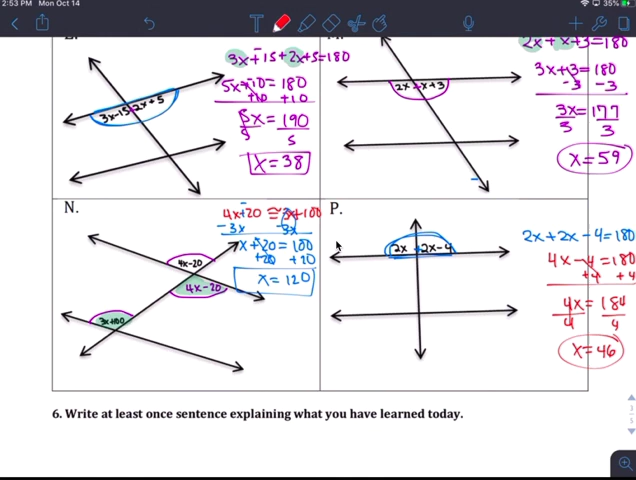 2:53 PM Mon Oct 14
35%
3x + -15 + 2x+5=180
5x + -10 = 180
+10 +10
5x = 190
5 5
x = 38
3x-15
2x+5
2x + x +3=180
3x +3 = 180
-3 -3
3x = 177
3 3
x = 59
2x
x+3
N.
4x-20 ≅ 3x+100
-3x -3x
x + -20 = 100
+20 +20
x = 120
4x-20
4x-20
3x+100
P.
2x
2x-4
2x + 2x - 4 = 180
4x - 4 = 180
+4 +4
4x = 184
4 4
x = 46
6. Write at least once sentence explaining what you have learned today.